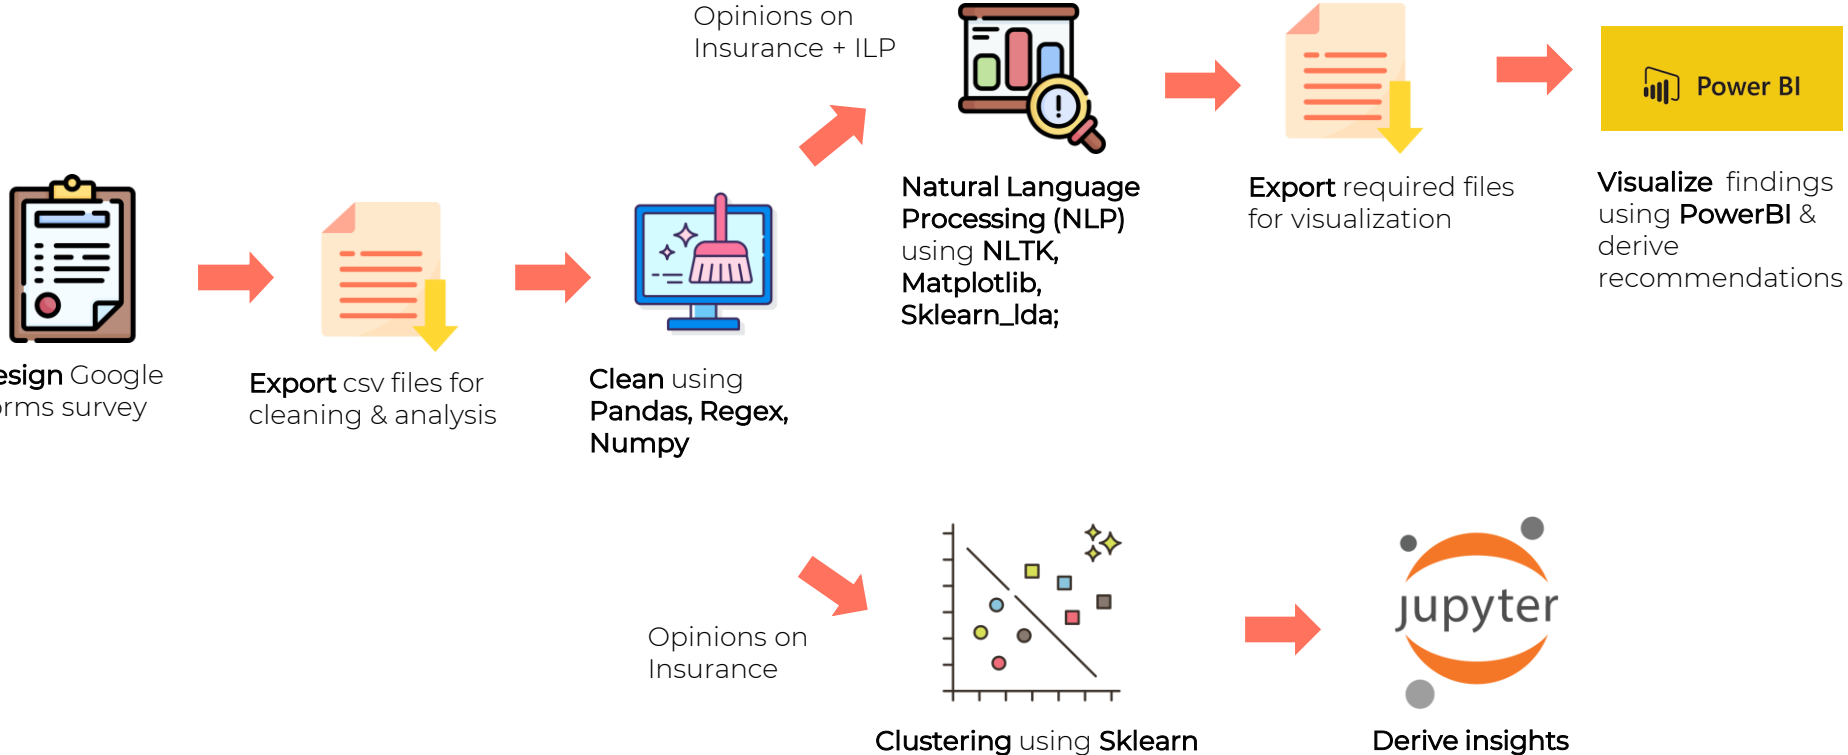 Opinions on
Insurance + ILP
Power BI
Natural Language
Processing (NLP)
using NLTK,
Matplotlib,
Sklearn_lda;
Export required files
for visualization
Visualize findings
using PowerBI &
derive
recommendations
esign Google
orms survey
Export csv files for
cleaning & analysis
Clean using
Pandas, Regex,
Numpy
Opinions on
Insurance
Clustering using Sklearn
jupyter
Derive insights